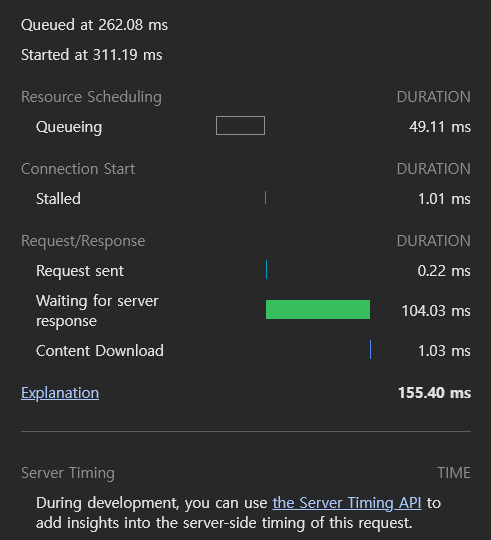 Queued at 262.08 ms
Started at 311.19 ms
Resource Scheduling DURATION
Queueing 49.11 ms
Connection Start DURATION
Stalled 1.01 ms
Request/Response DURATION
Request sent 0.22 ms
Waiting for server
response 104.03 ms
Content Download 1.03 ms
Explanation 155.40 ms
Server Timing TIME
During development, you can use the Server Timing API to
add insights into the server-side timing of this request.